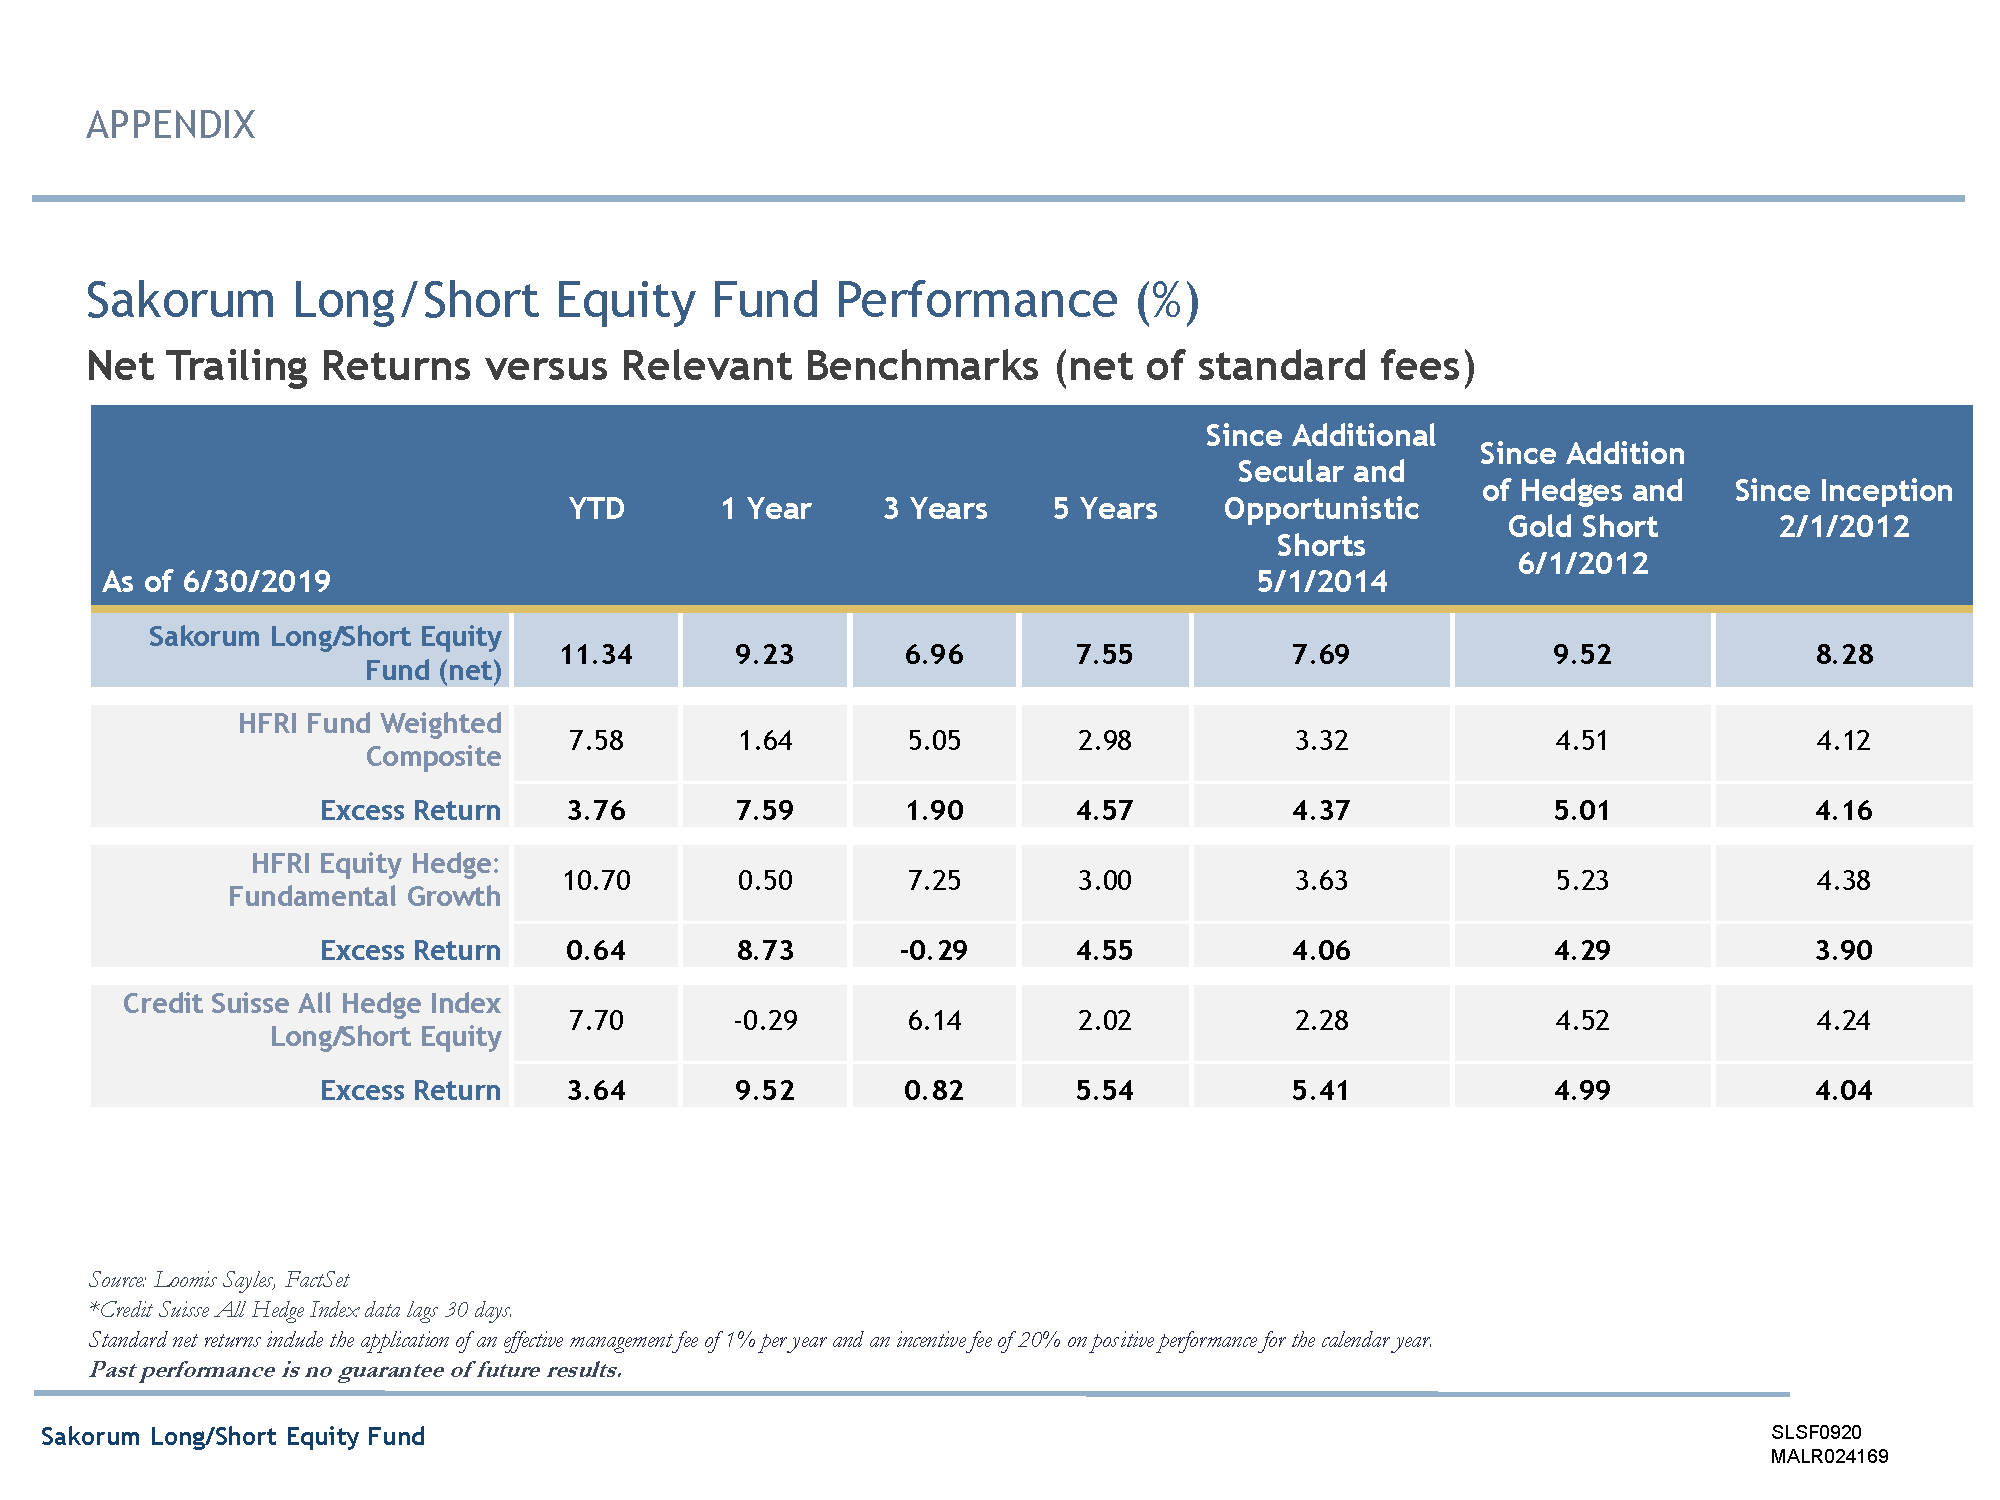 APPENDIX
Sakorum Long/Short Equity Fund Performance (%)
Net Trailing Returns versus Relevant Benchmarks (net of standard fees)
As of 6/30/2019 YTD 1 Year 3 Years 5 Years Since Additional Secular and Opportunistic Shorts 5/1/2014 Since Addition of Hedges and Gold Short 6/1/2012 Since Inception 2/1/2012
Sakorum Long/Short Equity Fund (net) 11.34 9.23 6.96 7.55 7.69 9.52 8.28
HFRI Fund Weighted Composite 7.58 1.64 5.05 2.98 3.32 4.51 4.12
Excess Return 3.76 7.59 1.90 4.57 4.37 5.01 4.16
HFRI Equity Hedge: Fundamental Growth 10.70 0.50 7.25 3.00 3.63 5.23 4.38
Excess Return 0.64 8.73 -0.29 4.55 4.06 4.29 3.90
Credit Suisse All Hedge Index Long/Short Equity 7.70 -0.29 6.14 2.02 2.28 4.52 4.24
Excess Return 3.64 9.52 0.82 5.54 5.41 4.99 4.04
Source: Loomis Sayles, FactSet
*Credit Suisse All Hedge Index data lags 30 days.
Standard net returns include the application of an effective management fee of 1% per year and an incentive fee of 20% on positive performance for the calendar year.
Past performance is no guarantee of future results.
Sakorum Long/Short Equity Fund
SLSF0920
MALR024169